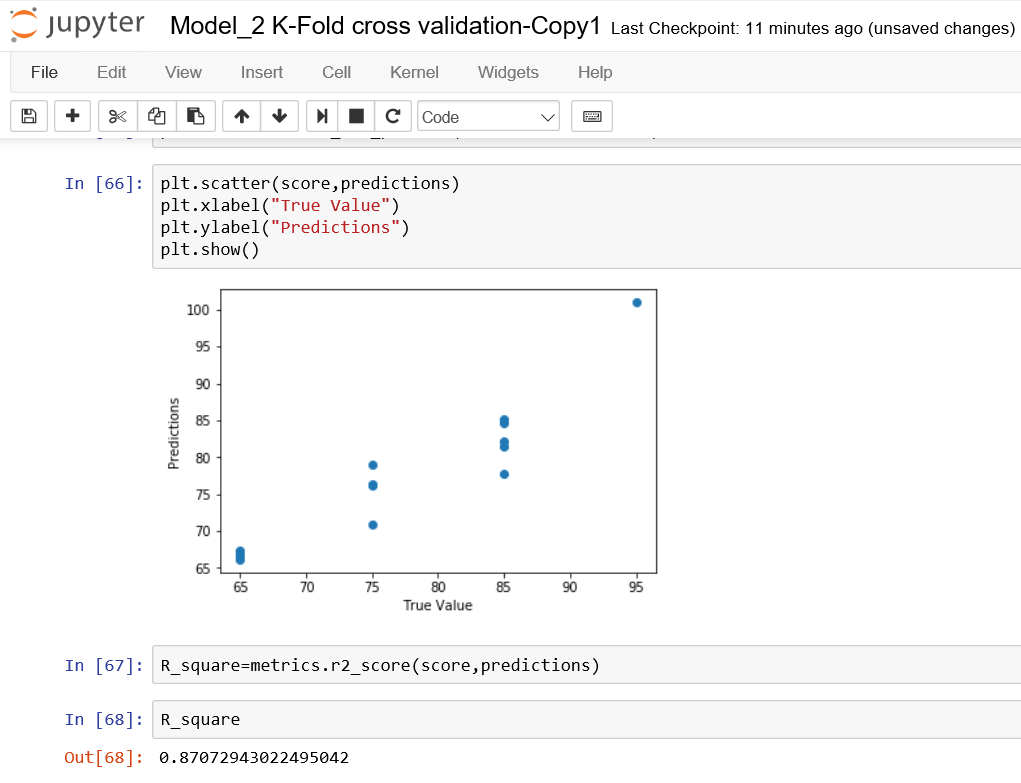 jupyter Model_2 K-Fold cross validation-Copy1 Last Checkpoint: 11 minutes ago (unsaved changes)
File Edit View Insert Cell Kernel Widgets Help
Code
In [66]: plt.scatter(score,predictions)
plt.xlabel("True Value")
plt.ylabel("Predictions")
plt.show()
100
95
90
85
80
75
70
65
Predictions
65 70 75 80 85 90 95
True Value
In [67]: R_square=metrics.r2_score(score,predictions)
In [68]: R_square
Out[68]: 0.87072943022495042